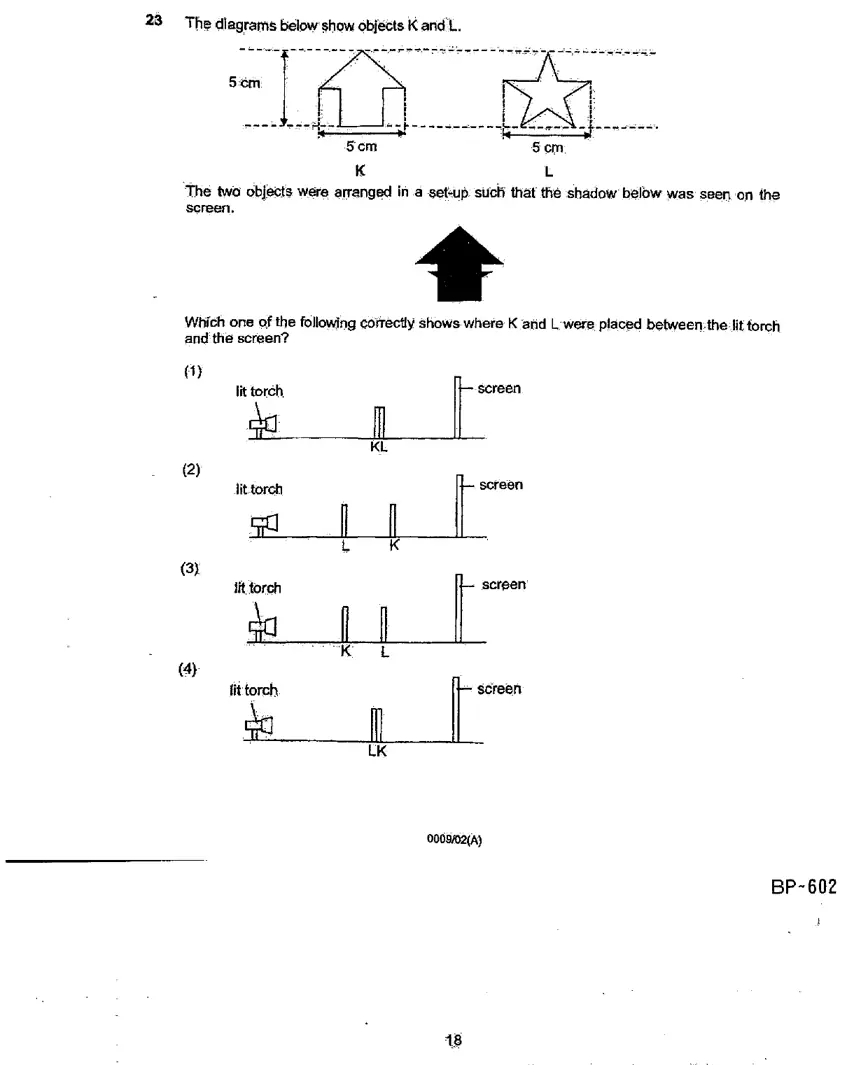 23 The diagrams below show objects K and L.
5 cm
5 cm 5 cm
K L
The two objects were arranged in a set-up such that the shadow below was seen on the
screen.
Which one of the following correctly shows where K and L were placed between the lit torch
and the screen?
(1)
lit torch screen
KL
(2)
lit torch screen
L K
(3)
lit torch screen
K L
(4)
lit torch screen
LK
0009/02(A)
BP-602
18